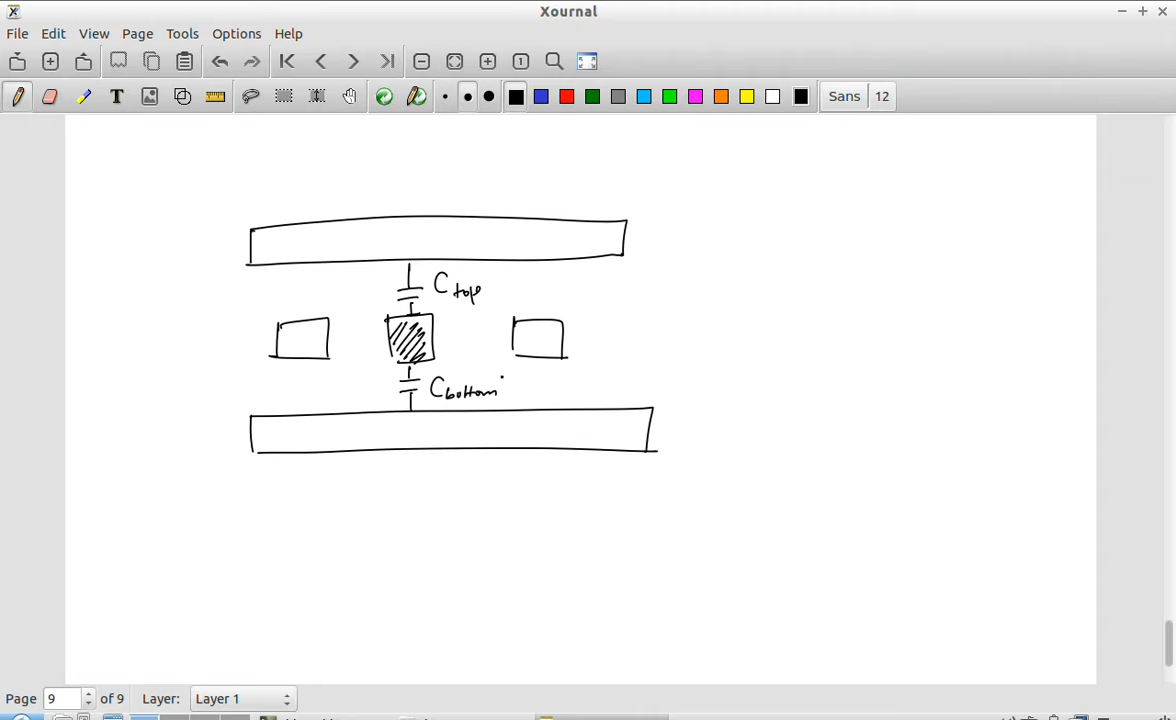 Xournal
File Edit View Page Tools Options Help
Sans 12
C top
C bottom
Page 9 of 9 Layer: Layer 1